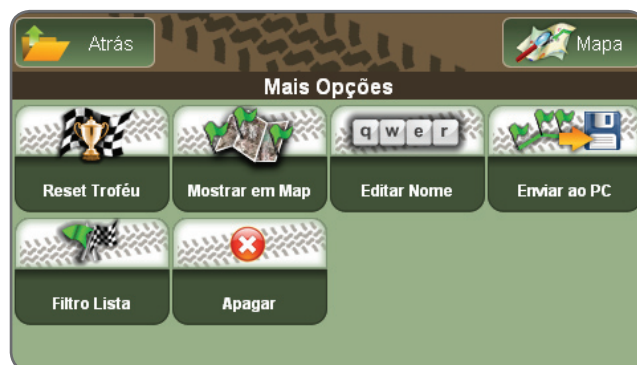 Atrás
Mapa
Mais Opções
Reset Troféu
Mostrar em Map
q w e r
Editar Nome
Enviar ao PC
Filtro Lista
Apagar